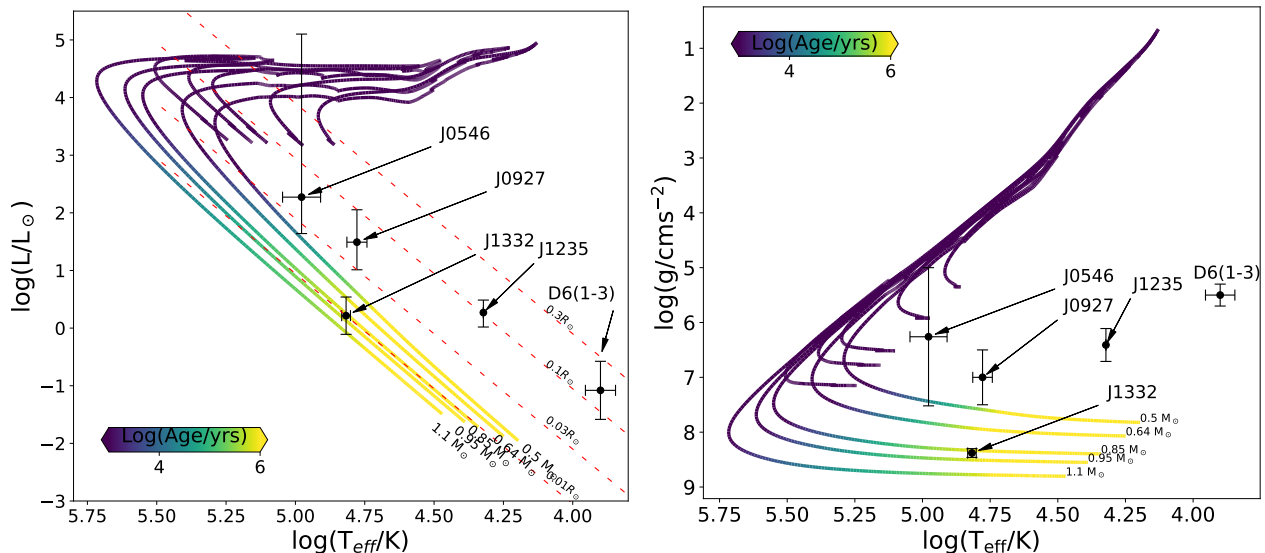 log(L/L⊙)
5
4
3
2
1
0
−1
−2
−3
J0546
J0927
J1332
J1235
D6(1-3)
0.3R⊙
0.1R⊙
0.03R⊙
0.01R⊙
0.5 M⊙
0.64 M⊙
0.85 M⊙
0.95 M⊙
1.1 M⊙
Log(Age/yrs)
4 6
5.75 5.50 5.25 5.00 4.75 4.50 4.25 4.00
log(Teff/K)
log(g/cms−2)
1
2
3
4
5
6
7
8
9
Log(Age/yrs)
4 6
D6(1-3)
J1235
J0546
J0927
J1332
0.5 M⊙
0.64 M⊙
0.85 M⊙
0.95 M⊙
1.1 M⊙
5.75 5.50 5.25 5.00 4.75 4.50 4.25 4.00
log(Teff/K)